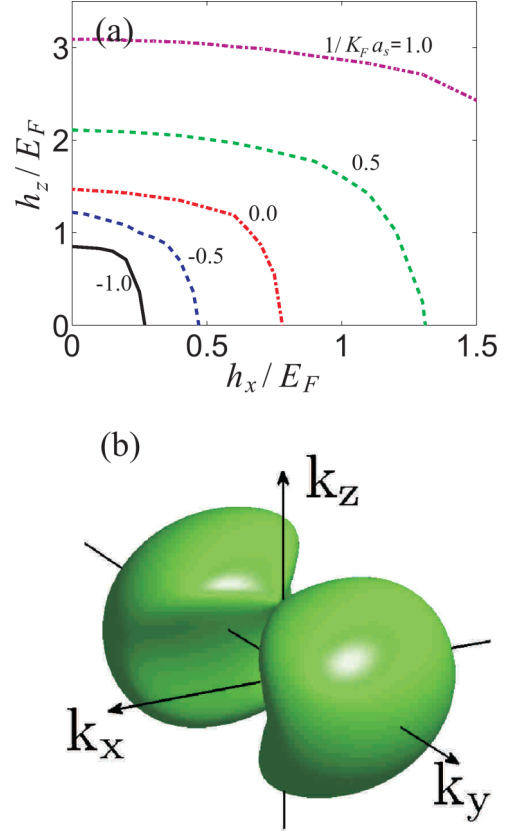 (a)
3
2
1
0
h_z / E_F
1/ K_F a_s=1.0
0.5
0.0
-0.5
-1.0
0 0.5 1 1.5
h_x / E_F
(b)
k_z
k_x
k_y